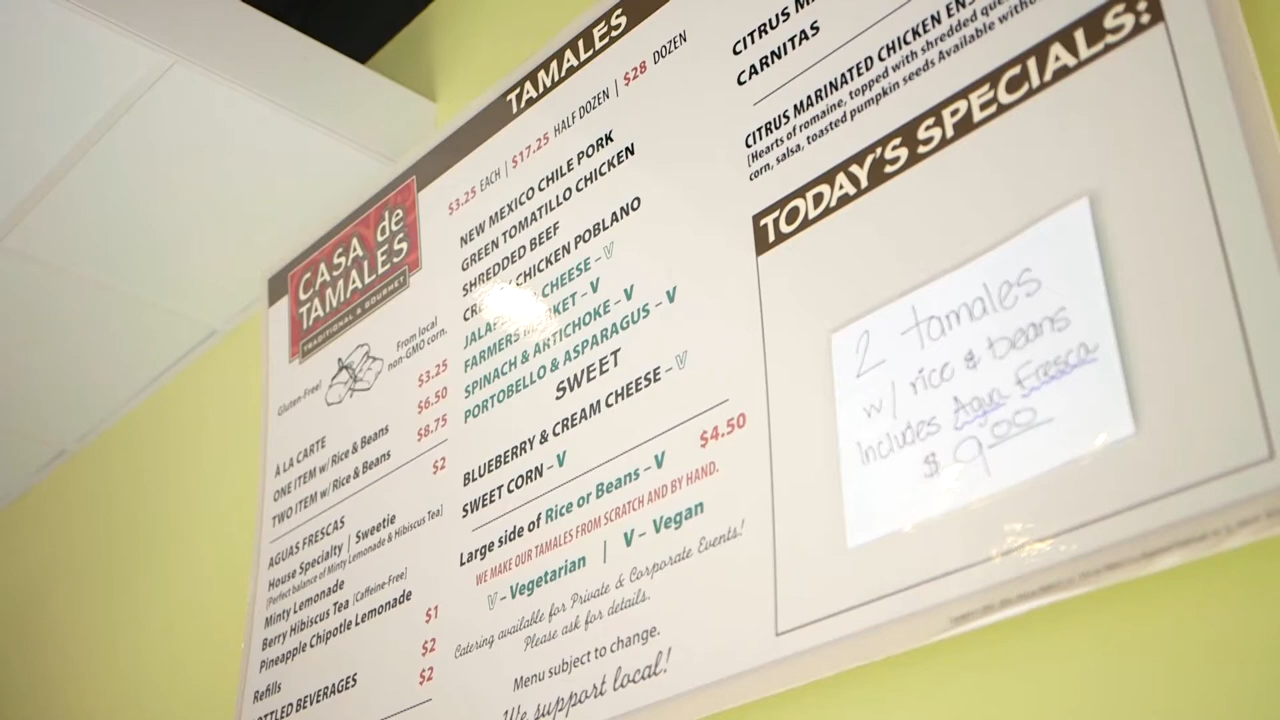 CASA de
TAMALES
TRADITIONAL & GOURMET
Gluten-Free!
From local
non-GMO corn.
À LA CARTE $3.25
ONE ITEM w/ Rice & Beans $6.50
TWO ITEM w/ Rice & Beans $8.75
AGUAS FRESCAS $2
House Specialty | Sweetie
[Perfect balance of Minty Lemonade & Hibiscus Tea]
Minty Lemonade
Berry Hibiscus Tea [Caffeine-Free]
Pineapple Chipotle Lemonade
Refills $1
BEVERAGES $2
$2
TAMALES
$3.25 EACH | $17.25 HALF DOZEN | $28 DOZEN
NEW MEXICO CHILE PORK
GREEN TOMATILLO CHICKEN
SHREDDED BEEF
CHICKEN POBLANO
CHEESE – V
FARMERS MARKET – V
SPINACH & ARTICHOKE – V
PORTOBELLO & ASPARAGUS – V
SWEET
BLUEBERRY & CREAM CHEESE – V
SWEET CORN – V
Large side of Rice or Beans – V $4.50
WE MAKE OUR TAMALES FROM SCRATCH AND BY HAND.
V – Vegetarian | V – Vegan
Catering available for Private & Corporate Events!
Please ask for details.
Menu subject to change.
We support local!
CITRUS
CARNITAS
CITRUS MARINATED CHICKEN
[Hearts of romaine, topped with shredded
corn, salsa, toasted pumpkin seeds Available
TODAY'S SPECIALS:
2 tamales
w/ rice & beans
Includes Agua Fresca
$9.00